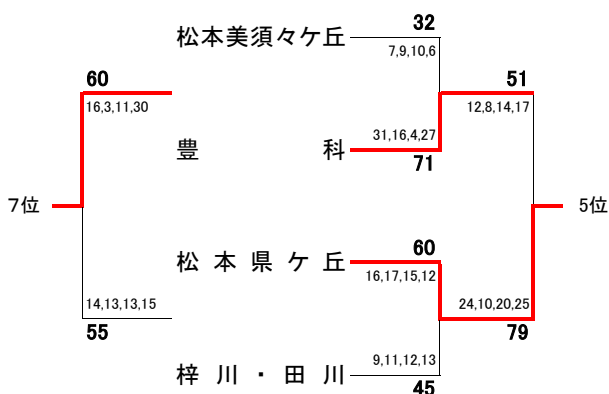 松本美須々ケ丘
32
7,9,10,6
60
16,3,11,30
51
12,8,14,17
豊科
31,16,4,27
71
7位
5位
松本県ケ丘
60
16,17,15,12
14,13,13,15
55
24,10,20,25
79
梓川・田川
9,11,12,13
45